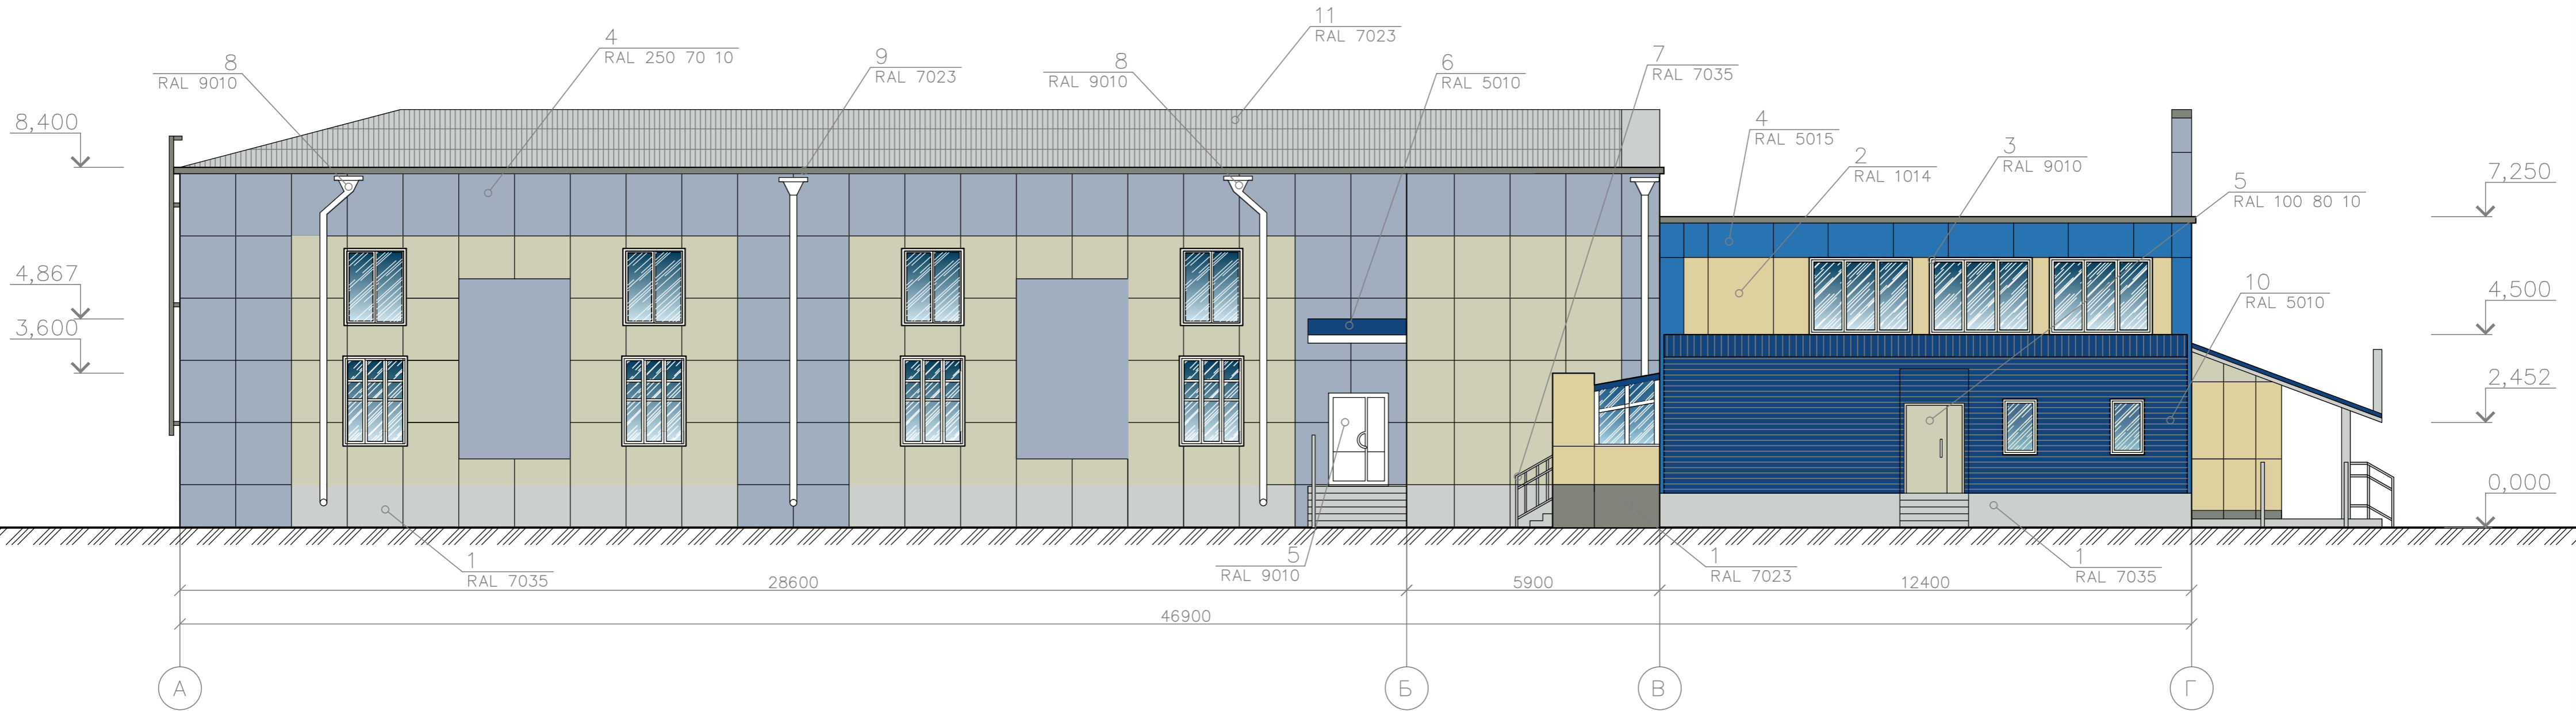 11
RAL 7023
4
RAL 250 70 10
9
RAL 7023
8
RAL 9010
8
RAL 9010
6
RAL 5010
7
RAL 7035
8,400
4
RAL 5015
3
RAL 9010
2
RAL 1014
5
RAL 100 80 10
7,250
4,867
10
RAL 5010
4,500
3,600
2,452
0,000
1
RAL 7035
5
RAL 9010
1
RAL 7023
1
RAL 7035
28600
5900
12400
46900
А
Б
В
Г